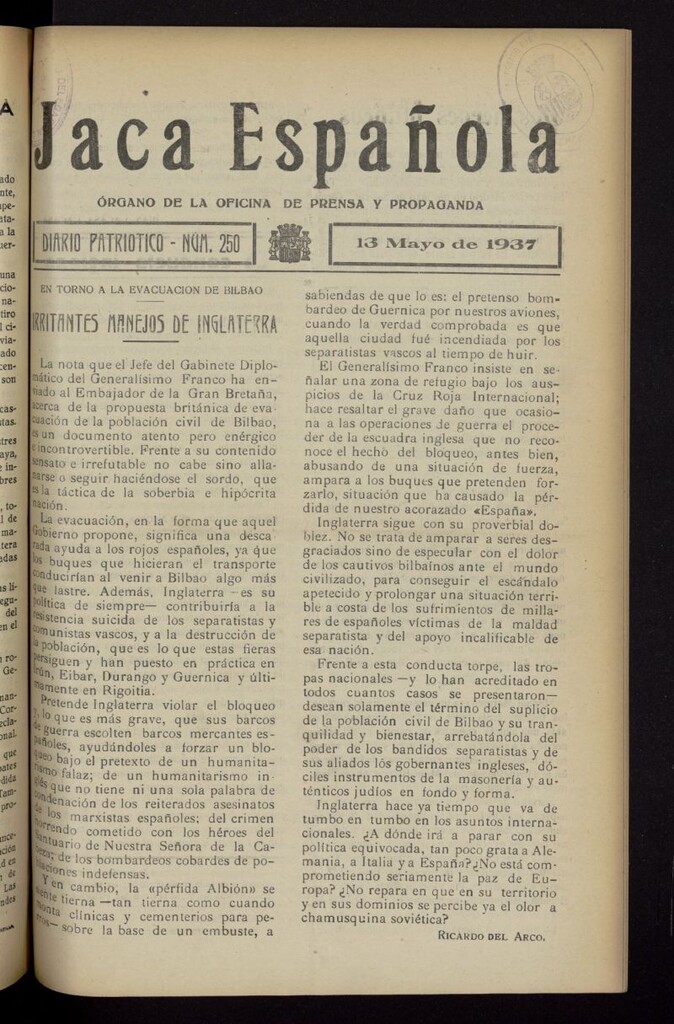 Jaca Española
ÓRGANO DE LA OFICINA DE PRENSA Y PROPAGANDA
DIARIO PATRIOTICO - NÚM. 250
13 Mayo de 1937
EN TORNO A LA EVACUACION DE BILBAO
IRRITANTES MANEJOS DE INGLATERRA
La nota que el Jefe del Gabinete Diplo-
mático del Generalísimo Franco ha en-
viado al Embajador de la Gran Bretaña,
acerca de la propuesta británica de eva-
cuación de la población civil de Bilbao,
es un documento atento pero enérgico
e incontrovertible. Frente a su contenido
sensato e irrefutable no cabe sino alla-
narse o seguir haciéndose el sordo, que
es la táctica de la soberbia e hipócrita
nación.
La evacuación, en la forma que aquel
Gobierno propone, significa una desca
rada ayuda a los rojos españoles, ya que
los buques que hicieran el transporte
conducirían al venir a Bilbao algo más
que lastre. Además, Inglaterra —es su
política de siempre— contribuiría a la
resistencia suicida de los separatistas y
comunistas vascos, y a la destrucción de
la población, que es lo que estas fieras
persiguen y han puesto en práctica en
Irún, Eibar, Durango y Guernica y últi-
mamente en Rigoitia.
Pretende Inglaterra violar el bloqueo
y, lo que es más grave, que sus barcos
de guerra escolten barcos mercantes es-
pañoles, ayudándoles a forzar un blo-
queo bajo el pretexto de un humanita-
rismo falaz; de un humanitarismo in
glés que no tiene ni una sola palabra de
condenación de los reiterados asesinatos
de los marxistas españoles; del crimen
horrendo cometido con los héroes del
Santuario de Nuestra Señora de la Ca-
beza; de los bombardeos cobardes de po-
blaciones indefensas.
Y en cambio, la «pérfida Albión» se
siente tierna —tan tierna como cuando
monta clínicas y cementerios para pe-
rros— sobre la base de un embuste, a
sabiendas de que lo es: el pretenso bom-
bardeo de Guernica por nuestros aviones,
cuando la verdad comprobada es que
aquella ciudad fué incendiada por los
separatistas vascos al tiempo de huir.
El Generalísimo Franco insiste en se-
ñalar una zona de refugio bajo los aus-
picios de la Cruz Roja Internacional;
hace resaltar el grave daño que ocasio-
na a las operaciones de guerra el proce-
der de la escuadra inglesa que no reco-
noce el hecho del bloqueo, antes bien,
abusando de una situación de fuerza,
ampara a los buques que pretenden for-
zarlo, situación que ha causado la pér-
dida de nuestro acorazado «España».
Inglaterra sigue con su proverbial do-
blez. No se trata de amparar a seres des-
graciados sino de especular con el dolor
de los cautivos bilbaínos ante el mundo
civilizado, para conseguir el escándalo
apetecido y prolongar una situación terri-
ble a costa de los sufrimientos de milla-
res de españoles víctimas de la maldad
separatista y del apoyo incalificable de
esa nación.
Frente a esta conducta torpe, las tro-
pas nacionales —y lo han acreditado en
todos cuantos casos se presentaron—
desean solamente el término del suplicio
de la población civil de Bilbao y su tran-
quilidad y bienestar, arrebatándola del
poder de los bandidos separatistas y de
sus aliados lós gobernantes ingleses, dó-
ciles instrumentos de la masonería y au-
ténticos judíos en fondo y forma.
Inglaterra hace ya tiempo que va de
tumbo en tumbo en los asuntos interna-
cionales. ¿A dónde irá a parar con su
política equivocada, tan poco grata a Ale-
mania, a Italia y a España? ¿No está com-
prometiendo seriamente la paz de Eu-
ropa? ¿No repara en que en su territorio
y en sus dominios se percibe ya el olor a
chamusquina soviética?
RICARDO DEL ARCO.